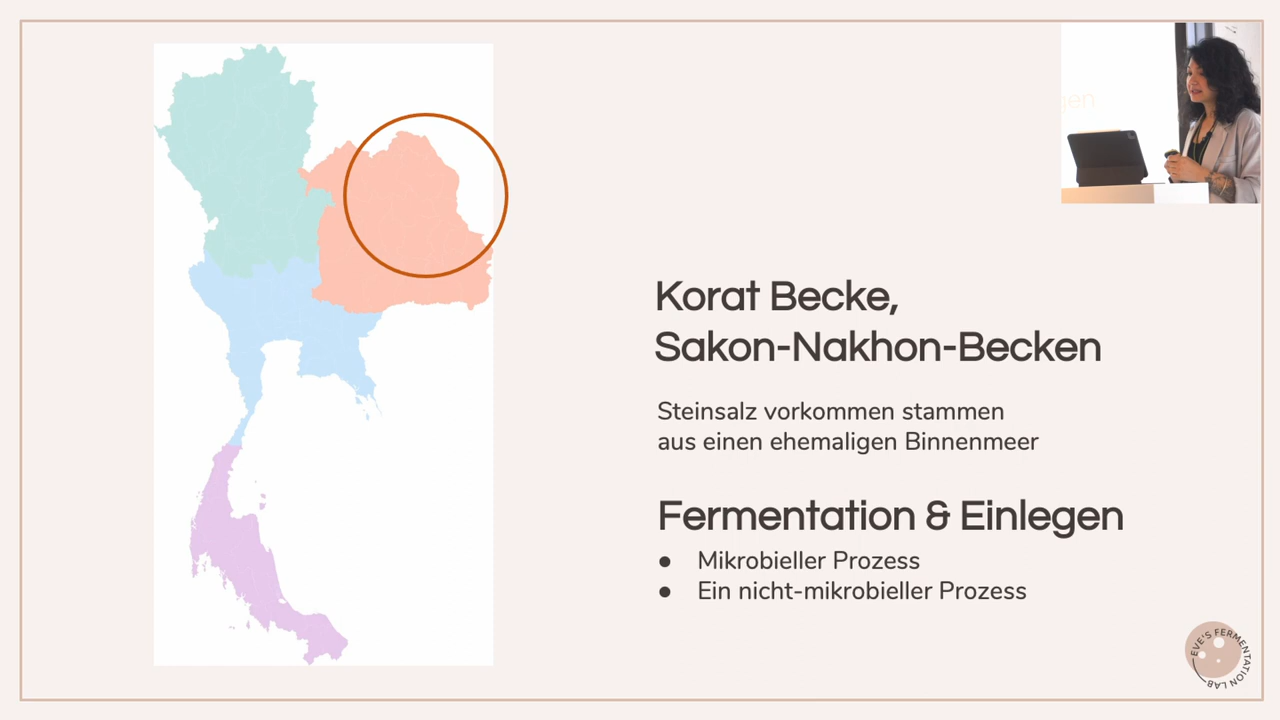 gen
Korat Becke,
Sakon-Nakhon-Becken
Steinsalz vorkommen stammen
aus einen ehemaligen Binnenmeer
Fermentation & Einlegen
● Mikrobieller Prozess
● Ein nicht-mikrobieller Prozess
EVE'S FERMENTATION LAB